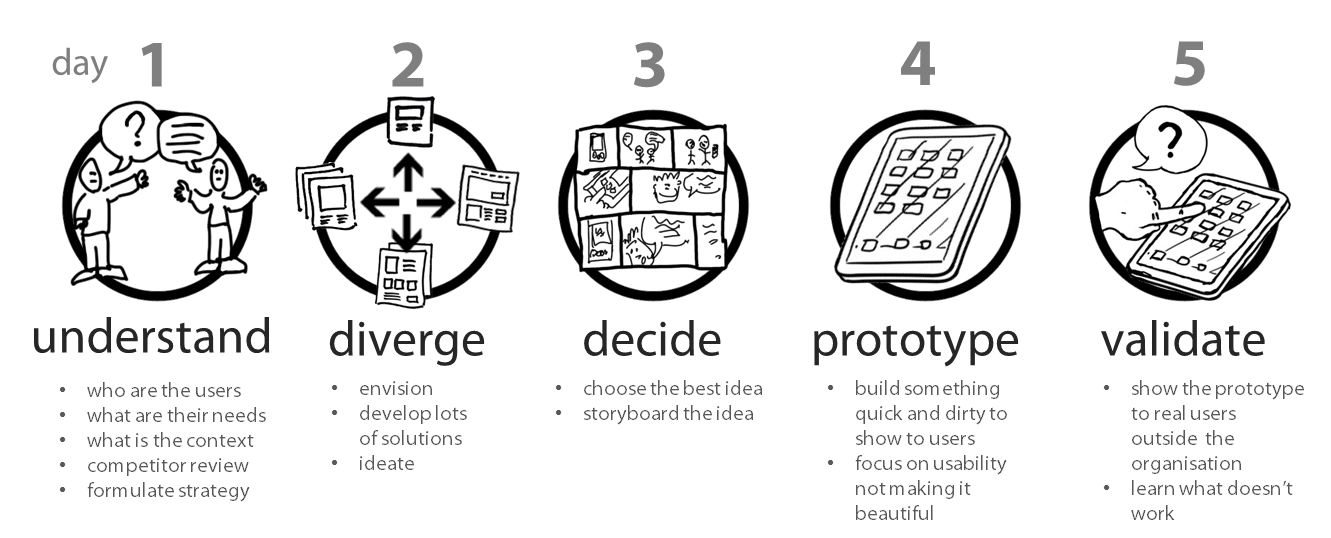 day 1
2
3
4
5
?
?
understand
• who are the users
• what are their needs
• what is the context
• competitor review
• formulate strategy
diverge
• envision
• develop lots
of solutions
• ideate
decide
• choose the best idea
• storyboard the idea
prototype
• build something
quick and dirty to
show to users
• focus on usability
not making it
beautiful
validate
• show the prototype
to real users
outside the
organisation
• learn what doesn't
work